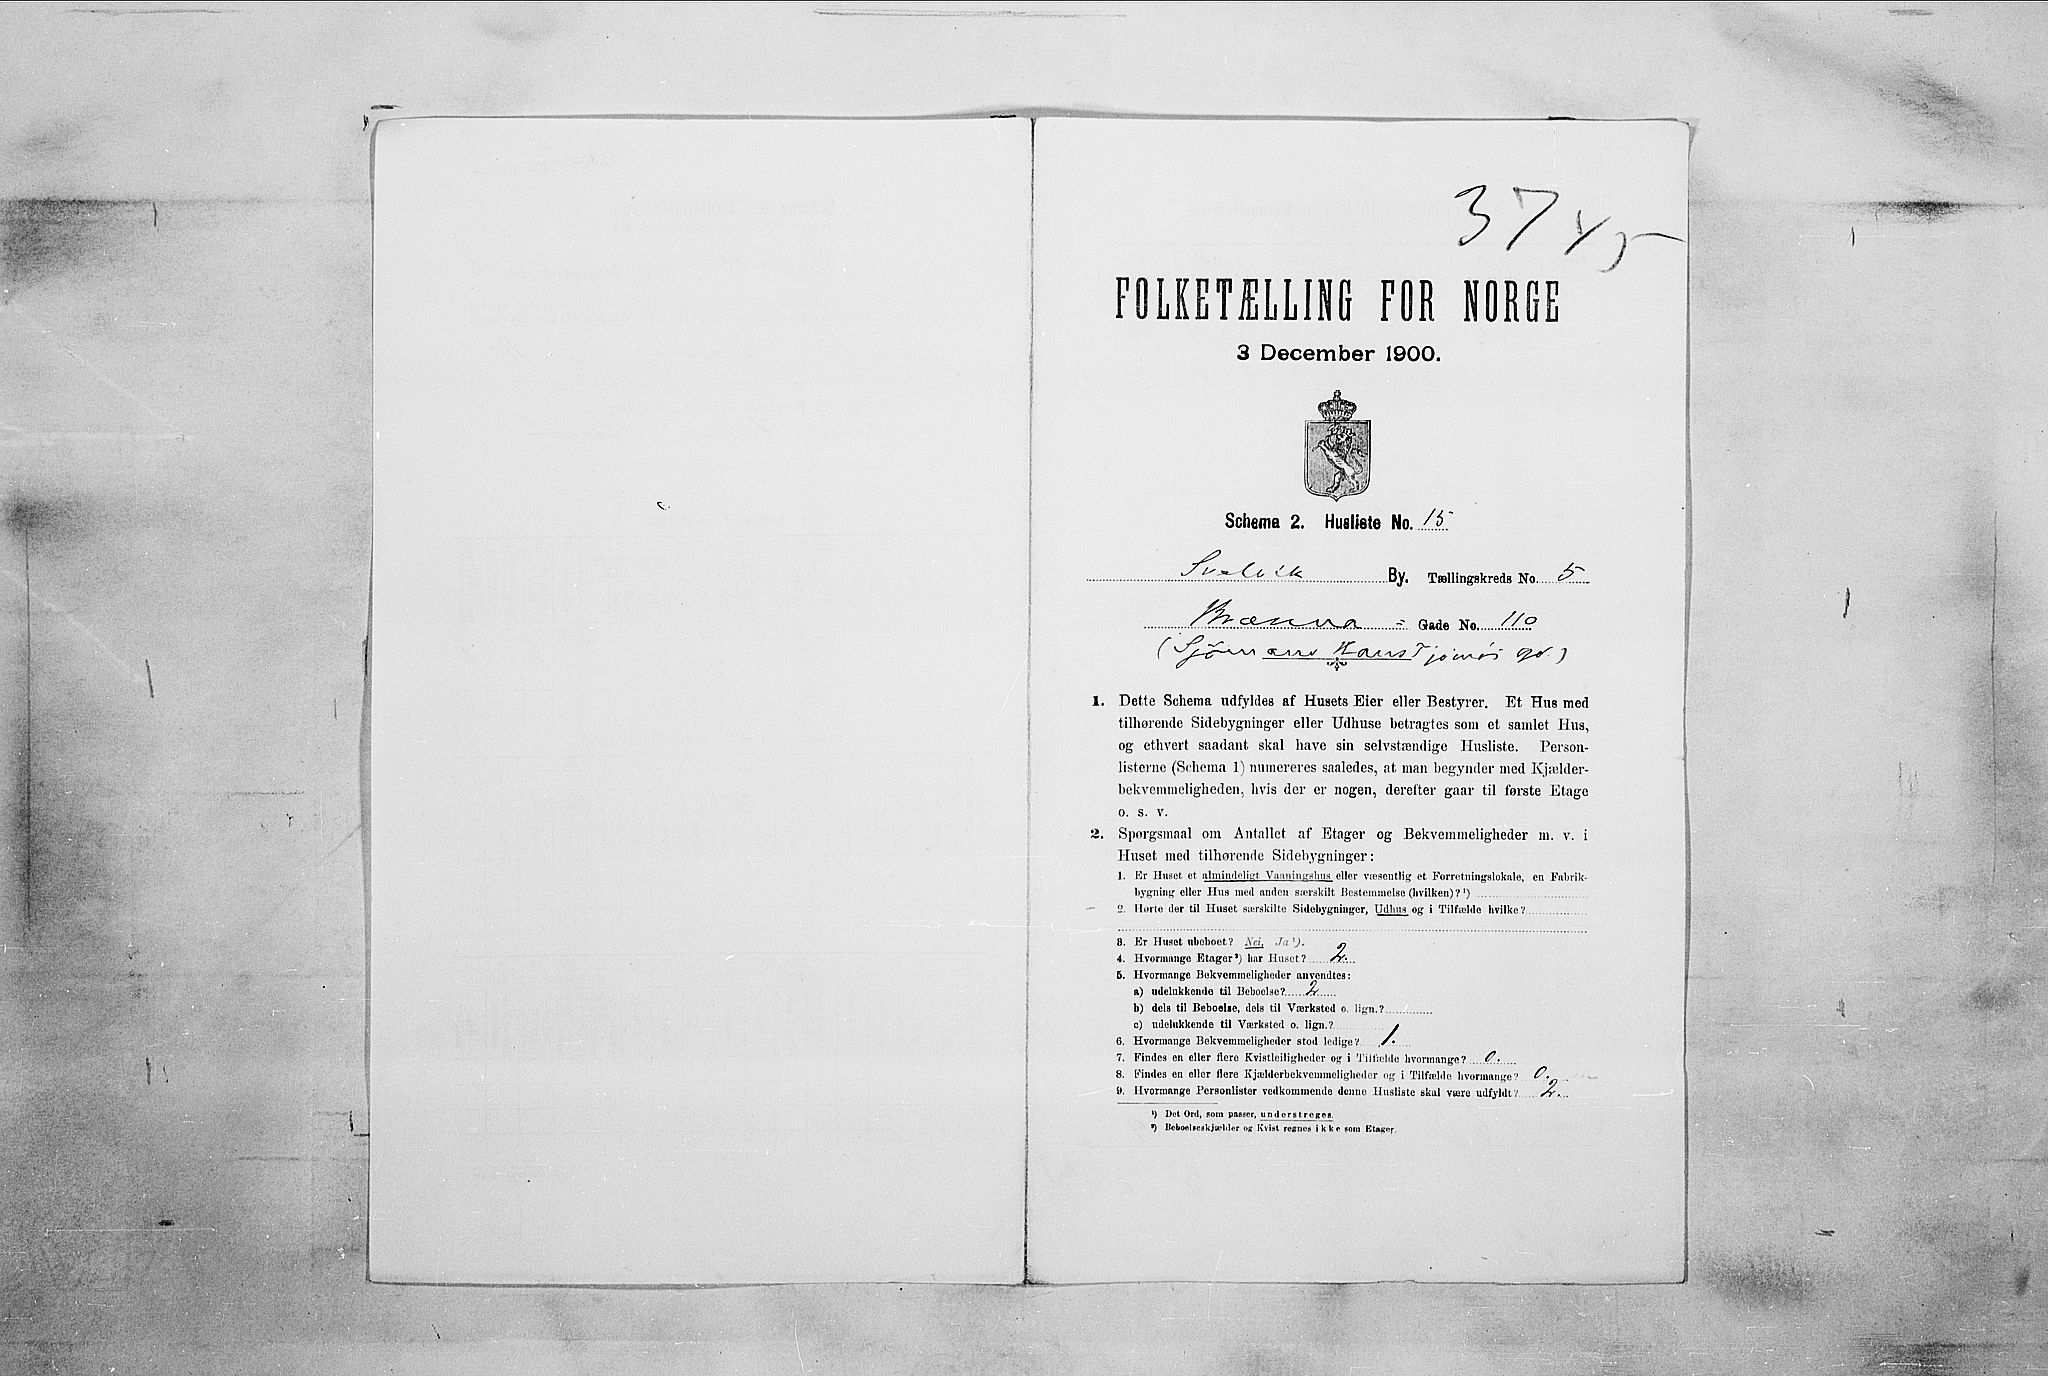 37
FOLKETÆLLING FOR NORGE
3 December 1900.
Schema 2. Husliste No. 15
Svelvik By. Tællingskreds No. 5
Gade No. 110
(Sjømann Hans
1. Dette Schema udfyldes af Husets Eier eller Bestyrer. Et Hus med
tilhørende Sidebygninger eller Udhuse betragtes som et samlet Hus,
og ethvert saadant skal have sin selvstændige Husliste. Person-
listerne (Schema 1) numereres saaledes, at man begynder med Kjælder-
bekvemmeligheden, hvis der er nogen, derefter gaar til første Etage
o. s. v.
2. Spørgsmaal om Antallet af Etager og Bekvemmeligheder m. v. i
Huset med tilhørende Sidebygninger:
1. Er Huset et almindeligt Vaaningshus eller væsentlig et Forretningslokale, en Fabrik-
bygning eller Hus med anden særskilt Bestemmelse (hvilken)?¹)
2. Hørte der til Huset særskilte Sidebygninger, Udhus og i Tilfælde hvilke?
3. Er Huset ubeboet? Nei, Ja¹).
4. Hvormange Etager²) har Huset? 2.
5. Hvormange Bekvemmeligheder anvendtes:
a) udelukkende til Beboelse? 2
b) dels til Beboelse, dels til Værksted o. lign.?
c) udelukkende til Værksted o. lign.?
6. Hvormange Bekvemmeligheder stod ledige? 1.
7. Findes en eller flere Kvistleiligheder og i Tilfælde hvormange? 0.
8. Findes en eller flere Kjælderbekvemmeligheder og i Tilfælde hvormange? 0.
9. Hvormange Personlister vedkommende denne Husliste skal være udfyldt? 2.
¹) Det Ord, som passer, understreges.
²) Beboelseskjælder og Kvist regnes ikke som Etager.